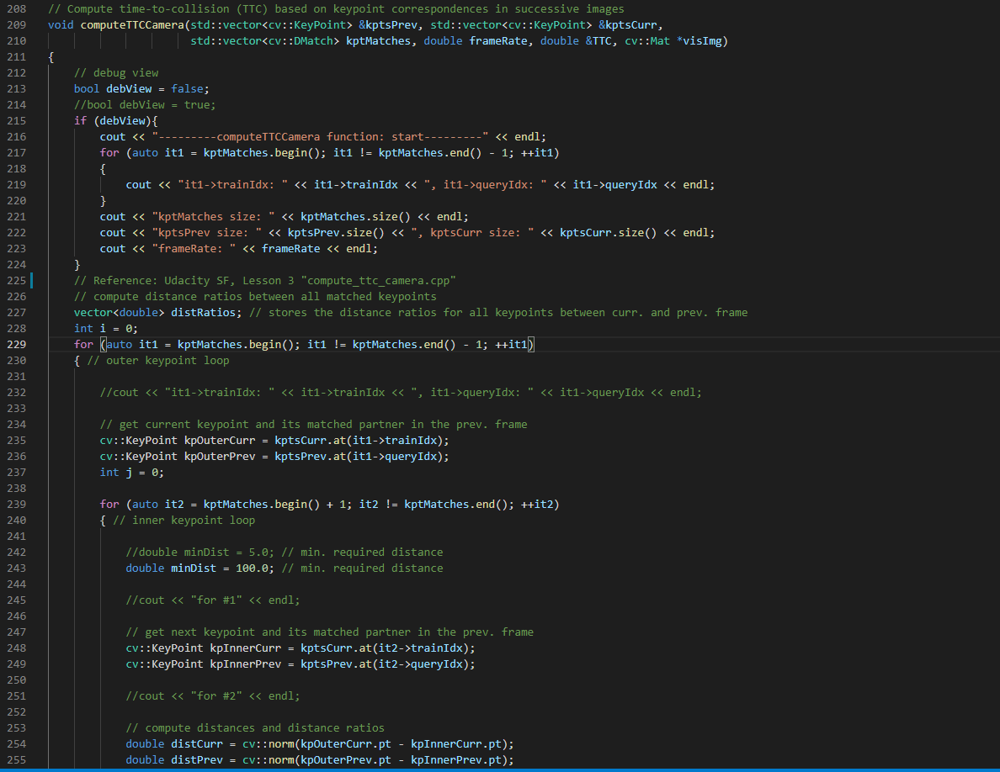 208 // Compute time-to-collision (TTC) based on keypoint correspondences in successive images
209 void computeTTCCamera(std::vector<cv::KeyPoint> &kptsPrev, std::vector<cv::KeyPoint> &kptsCurr,
210 std::vector<cv::DMatch> kptMatches, double frameRate, double &TTC, cv::Mat *visImg)
211 {
212 // debug view
213 bool debView = false;
214 //bool debView = true;
215 if (debView){
216 cout << "---------computeTTCCamera function: start---------" << endl;
217 for (auto it1 = kptMatches.begin(); it1 != kptMatches.end() - 1; ++it1)
218 {
219 cout << "it1->trainIdx: " << it1->trainIdx << ", it1->queryIdx: " << it1->queryIdx << endl;
220 }
221 cout << "kptMatches size: " << kptMatches.size() << endl;
222 cout << "kptsPrev size: " << kptsPrev.size() << ", kptsCurr size: " << kptsCurr.size() << endl;
223 cout << "frameRate: " << frameRate << endl;
224 }
225 // Reference: Udacity SF, Lesson 3 "compute_ttc_camera.cpp"
226 // compute distance ratios between all matched keypoints
227 vector<double> distRatios; // stores the distance ratios for all keypoints between curr. and prev. frame
228 int i = 0;
229 for (auto it1 = kptMatches.begin(); it1 != kptMatches.end() - 1; ++it1)
230 { // outer keypoint loop
231
232 //cout << "it1->trainIdx: " << it1->trainIdx << ", it1->queryIdx: " << it1->queryIdx << endl;
233
234 // get current keypoint and its matched partner in the prev. frame
235 cv::KeyPoint kpOuterCurr = kptsCurr.at(it1->trainIdx);
236 cv::KeyPoint kpOuterPrev = kptsPrev.at(it1->queryIdx);
237 int j = 0;
238
239 for (auto it2 = kptMatches.begin() + 1; it2 != kptMatches.end(); ++it2)
240 { // inner keypoint loop
241
242 //double minDist = 5.0; // min. required distance
243 double minDist = 100.0; // min. required distance
244
245 //cout << "for #1" << endl;
246
247 // get next keypoint and its matched partner in the prev. frame
248 cv::KeyPoint kpInnerCurr = kptsCurr.at(it2->trainIdx);
249 cv::KeyPoint kpInnerPrev = kptsPrev.at(it2->queryIdx);
250
251 //cout << "for #2" << endl;
252
253 // compute distances and distance ratios
254 double distCurr = cv::norm(kpOuterCurr.pt - kpInnerCurr.pt);
255 double distPrev = cv::norm(kpOuterPrev.pt - kpInnerPrev.pt);